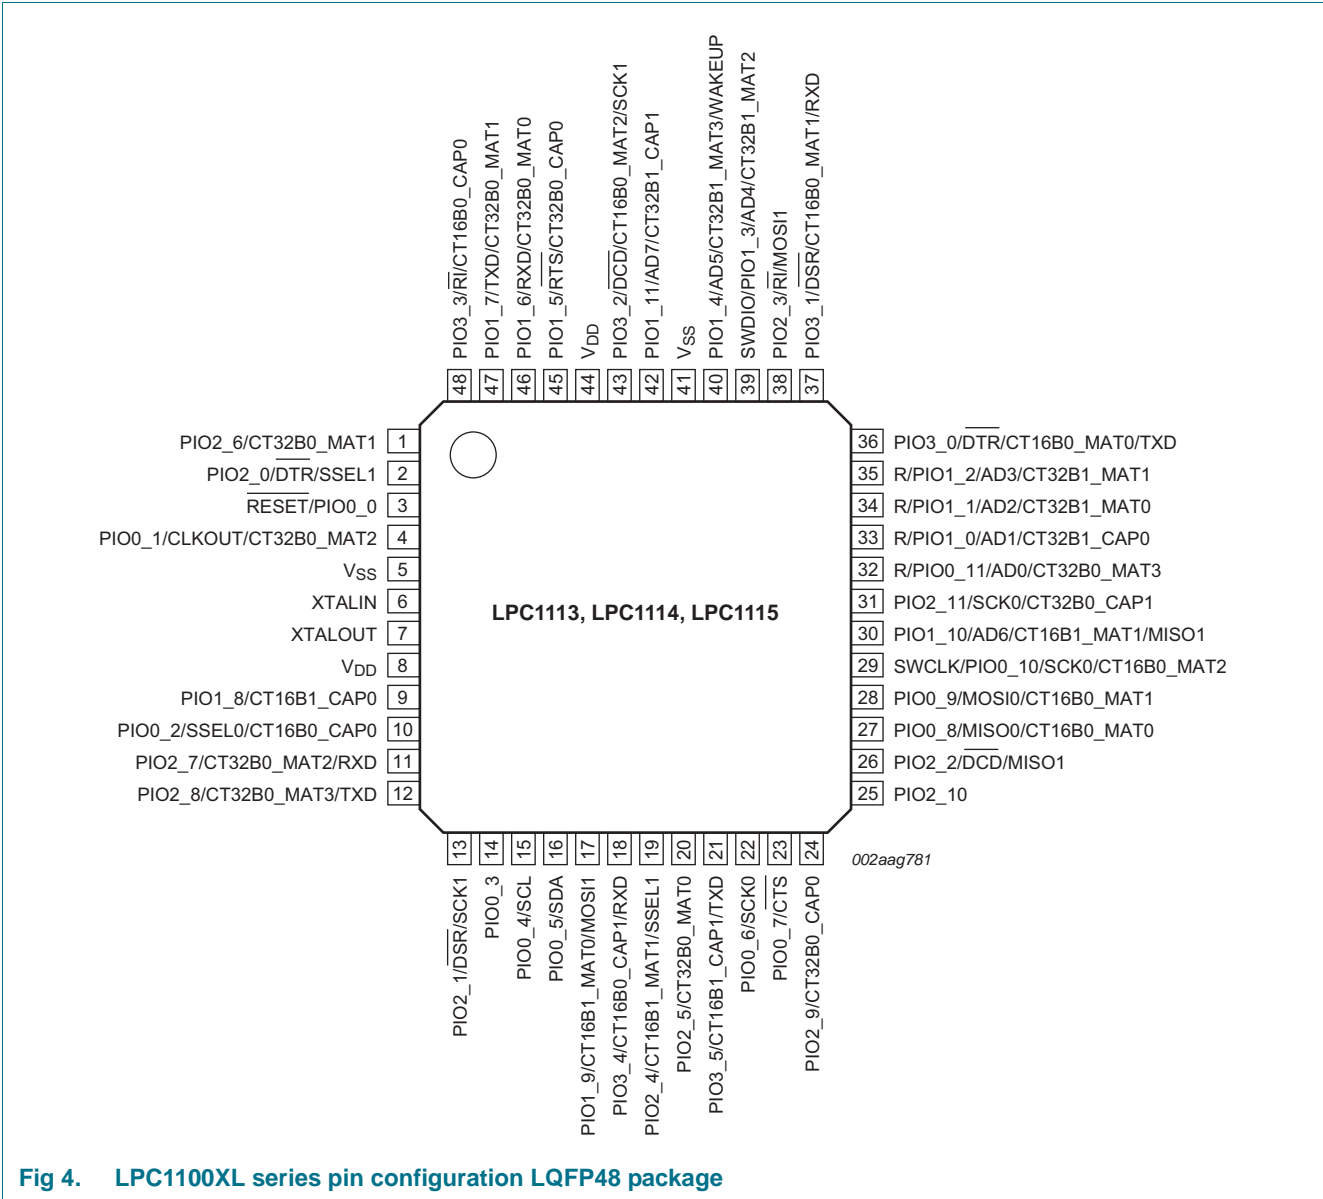 48 PIO3_3/RI/CT16B0_CAP0
47 PIO1_7/TXD/CT32B0_MAT1
46 PIO1_6/RXD/CT32B0_MAT0
45 PIO1_5/RTS/CT32B0_CAP0
44 VDD
43 PIO3_2/DCD/CT16B0_MAT2/SCK1
42 PIO1_11/AD7/CT32B1_CAP1
41 VSS
40 PIO1_4/AD5/CT32B1_MAT3/WAKEUP
39 SWDIO/PIO1_3/AD4/CT32B1_MAT2
38 PIO2_3/RI/MOSI1
37 PIO3_1/DSR/CT16B0_MAT1/RXD
PIO2_6/CT32B0_MAT1 1
PIO2_0/DTR/SSEL1 2
RESET/PIO0_0 3
PIO0_1/CLKOUT/CT32B0_MAT2 4
VSS 5
XTALIN 6
XTALOUT 7
VDD 8
PIO1_8/CT16B1_CAP0 9
PIO0_2/SSEL0/CT16B0_CAP0 10
PIO2_7/CT32B0_MAT2/RXD 11
PIO2_8/CT32B0_MAT3/TXD 12
LPC1113, LPC1114, LPC1115
36 PIO3_0/DTR/CT16B0_MAT0/TXD
35 R/PIO1_2/AD3/CT32B1_MAT1
34 R/PIO1_1/AD2/CT32B1_MAT0
33 R/PIO1_0/AD1/CT32B1_CAP0
32 R/PIO0_11/AD0/CT32B0_MAT3
31 PIO2_11/SCK0/CT32B0_CAP1
30 PIO1_10/AD6/CT16B1_MAT1/MISO1
29 SWCLK/PIO0_10/SCK0/CT16B0_MAT2
28 PIO0_9/MOSI0/CT16B0_MAT1
27 PIO0_8/MISO0/CT16B0_MAT0
26 PIO2_2/DCD/MISO1
25 PIO2_10
13 PIO2_1/DSR/SCK1
14 PIO0_3
15 PIO0_4/SCL
16 PIO0_5/SDA
17 PIO1_9/CT16B1_MAT0/MOSI1
18 PIO3_4/CT16B0_CAP1/RXD
19 PIO2_4/CT16B1_MAT1/SSEL1
20 PIO2_5/CT32B0_MAT0
21 PIO3_5/CT16B1_CAP1/TXD
22 PIO0_6/SCK0
23 PIO0_7/CTS
24 PIO2_9/CT32B0_CAP0
002aag781
Fig 4. LPC1100XL series pin configuration LQFP48 package